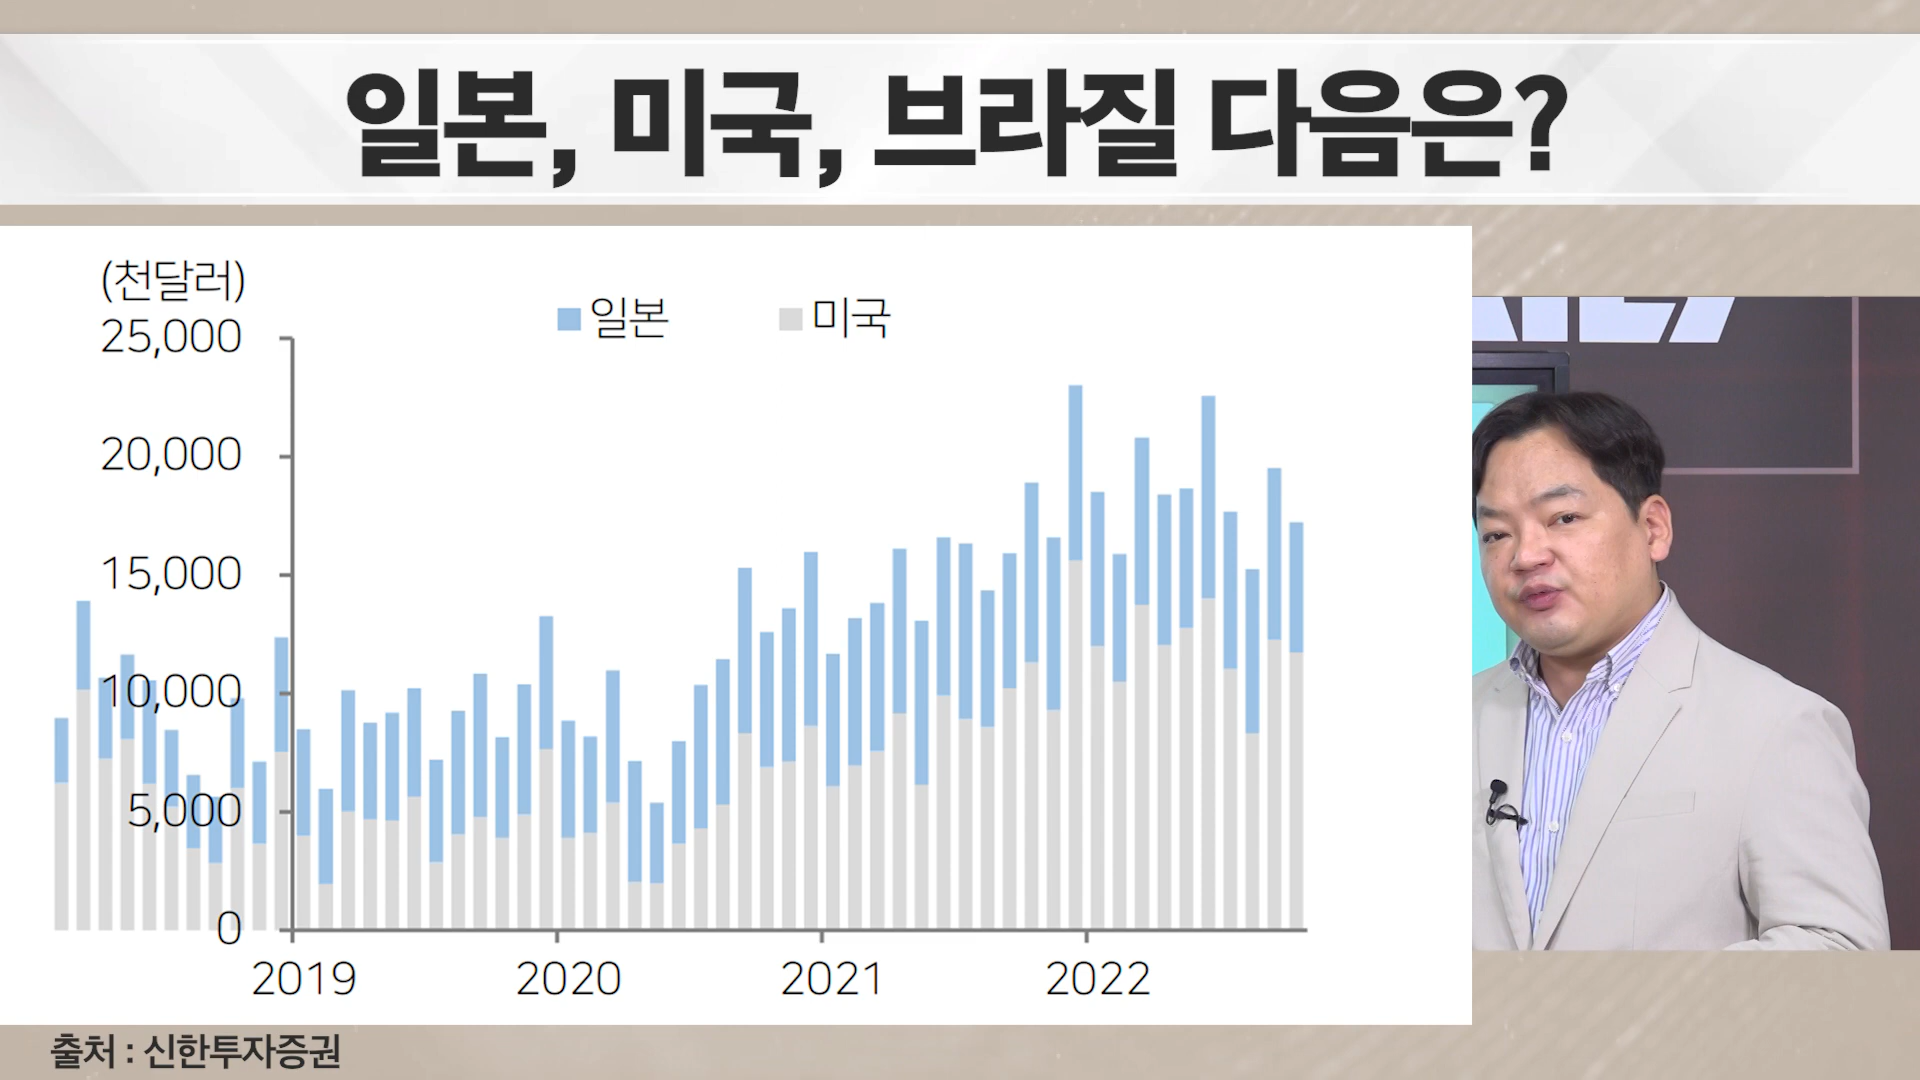 일본, 미국, 브라질 다음은?
(천달러)
일본 미국
25,000
20,000
15,000
10,000
5,000
0
2019 2020 2021 2022
출처 : 신한투자증권